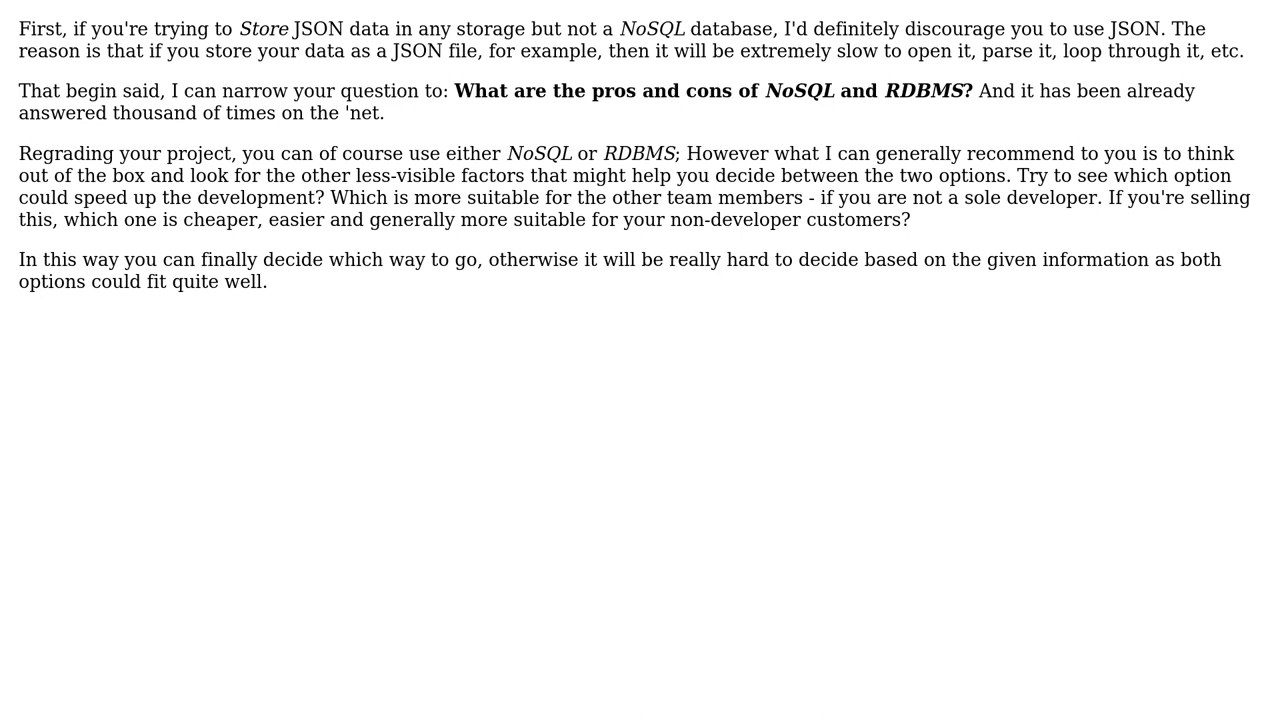 First, if you're trying to Store JSON data in any storage but not a NoSQL database, I'd definitely discourage you to use JSON. The
reason is that if you store your data as a JSON file, for example, then it will be extremely slow to open it, parse it, loop through it, etc.
That begin said, I can narrow your question to: What are the pros and cons of NoSQL and RDBMS? And it has been already
answered thousand of times on the 'net.
Regrading your project, you can of course use either NoSQL or RDBMS; However what I can generally recommend to you is to think
out of the box and look for the other less-visible factors that might help you decide between the two options. Try to see which option
could speed up the development? Which is more suitable for the other team members - if you are not a sole developer. If you're selling
this, which one is cheaper, easier and generally more suitable for your non-developer customers?
In this way you can finally decide which way to go, otherwise it will be really hard to decide based on the given information as both
options could fit quite well.